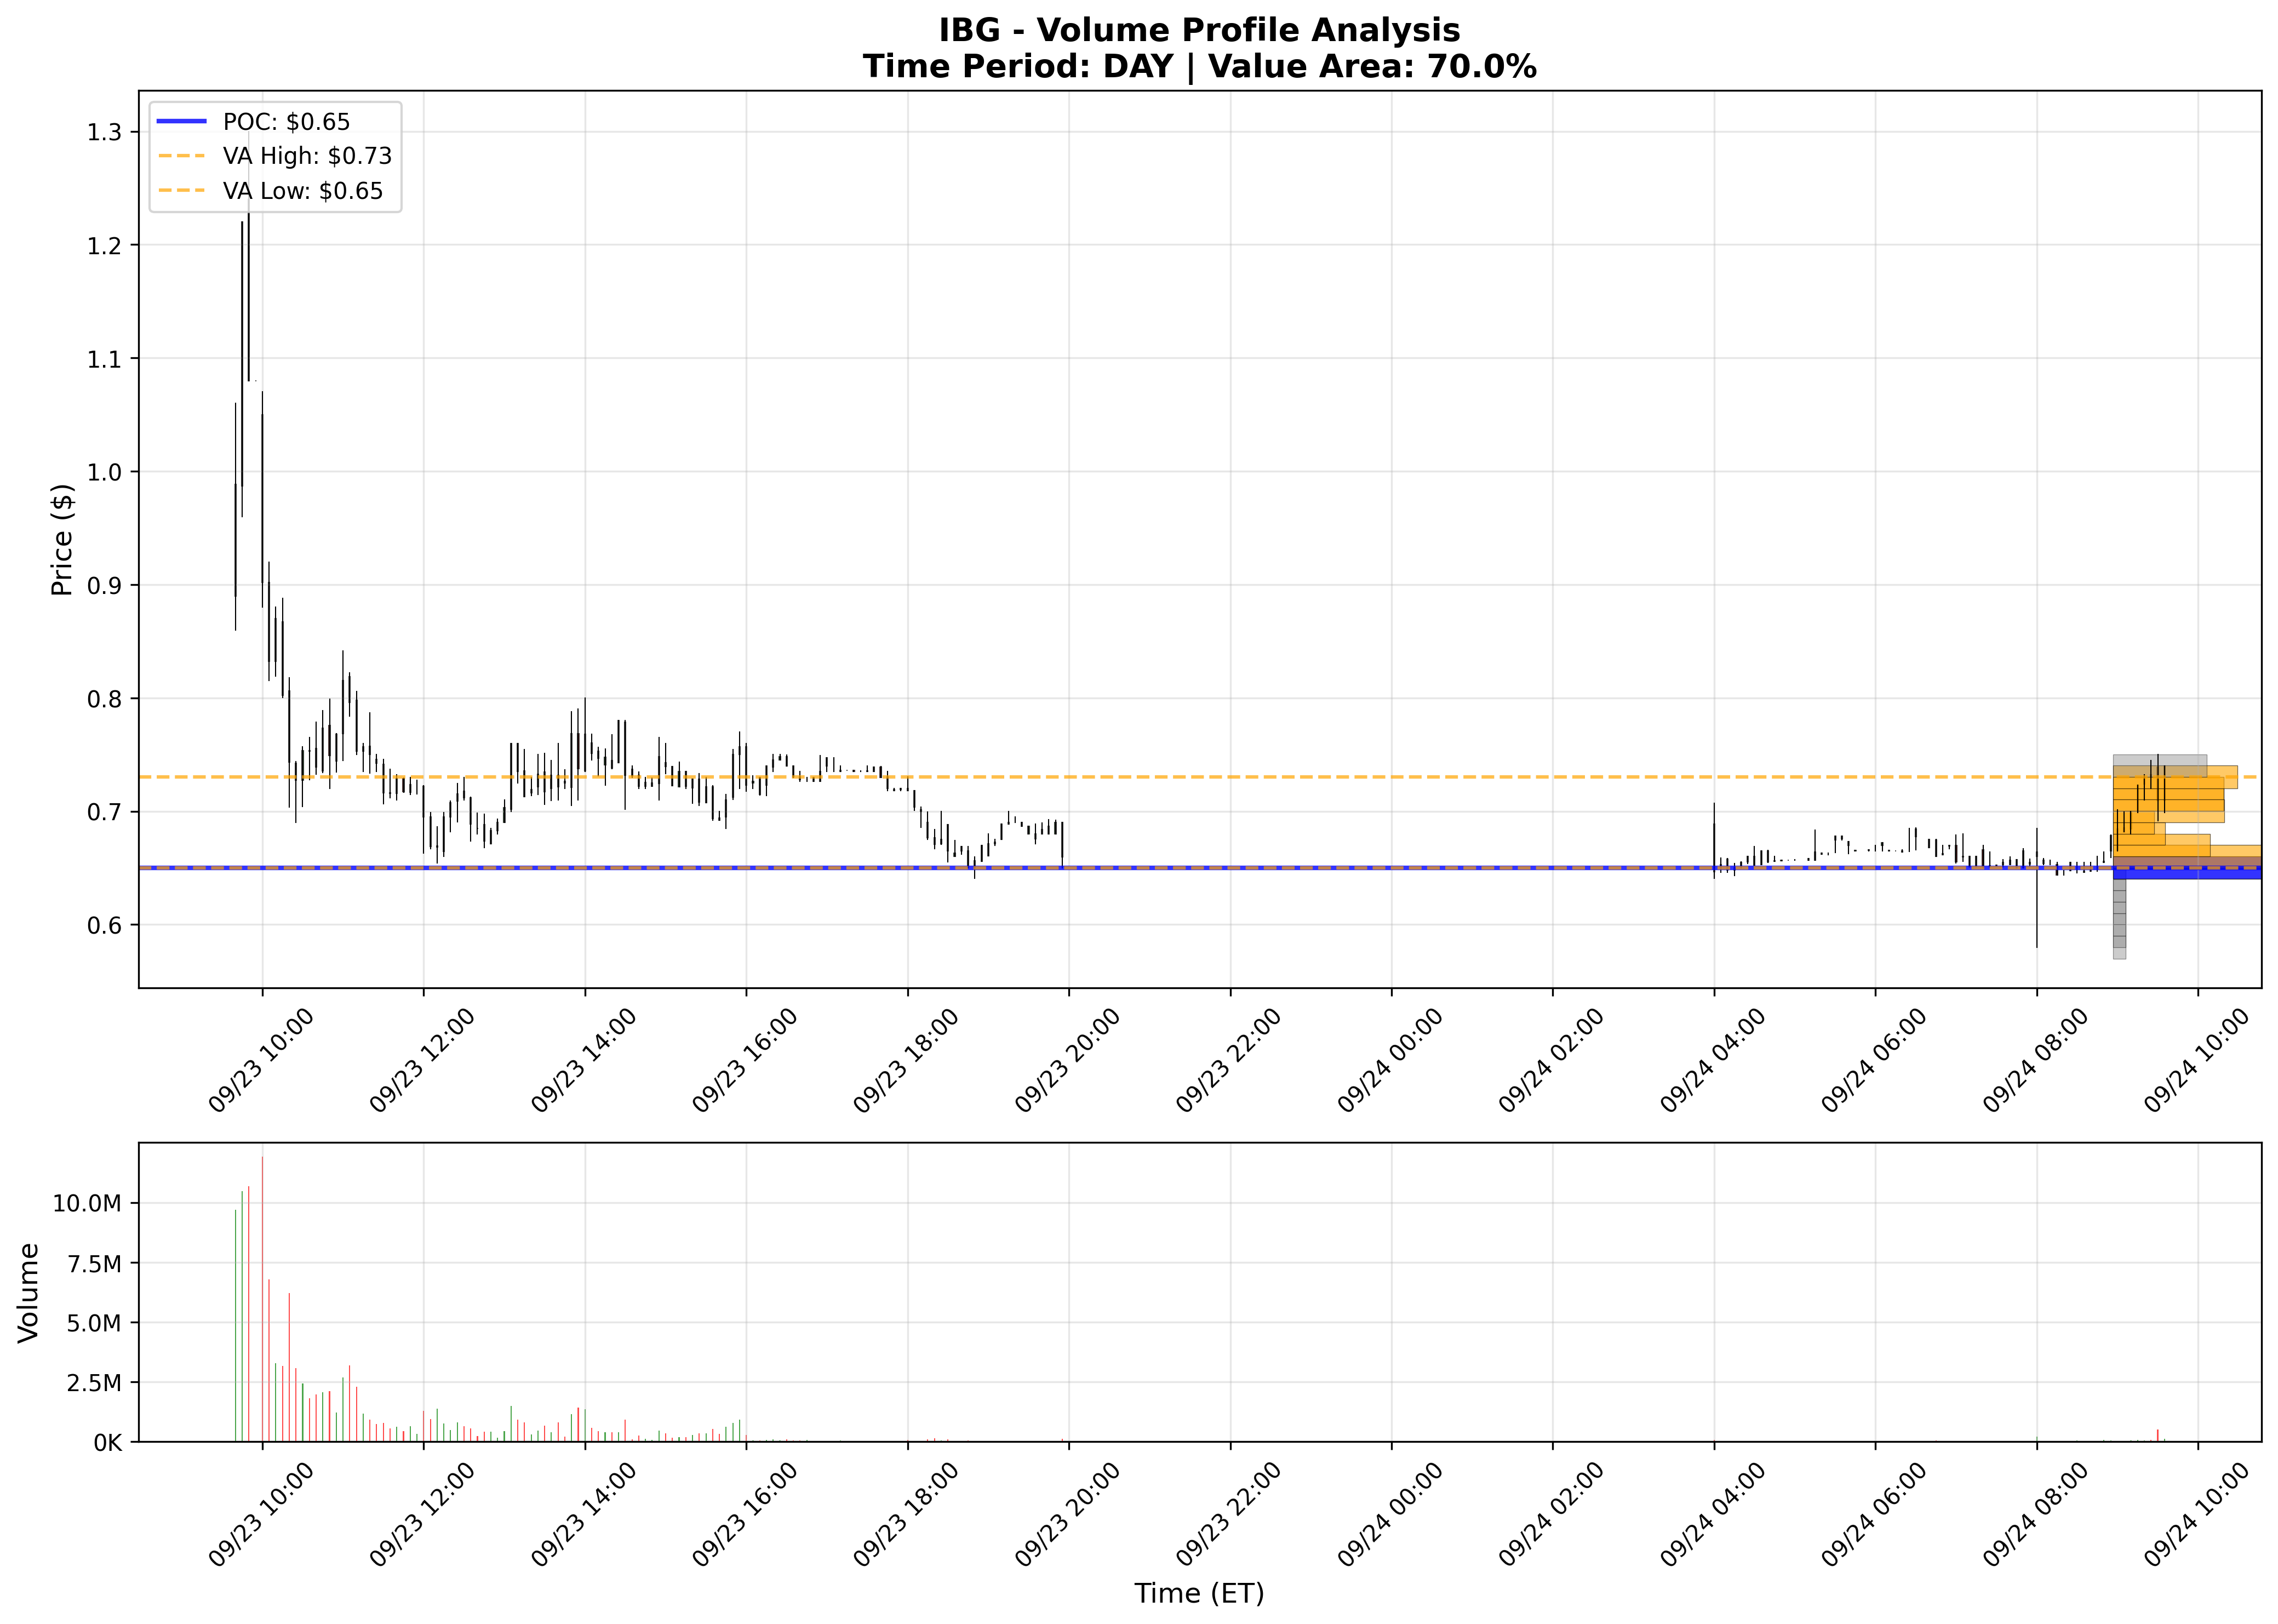 IBG - Volume Profile Analysis
Time Period: DAY | Value Area: 70.0%
POC: $0.65
VA High: $0.73
VA Low: $0.65
Price ($)
1.3
1.2
1.1
1.0
0.9
0.8
0.7
0.6
09/23 10:00
09/23 12:00
09/23 14:00
09/23 16:00
09/23 18:00
09/23 20:00
09/23 22:00
09/24 00:00
09/24 02:00
09/24 04:00
09/24 06:00
09/24 08:00
09/24 10:00
Volume
10.0M
7.5M
5.0M
2.5M
0K
09/23 10:00
09/23 12:00
09/23 14:00
09/23 16:00
09/23 18:00
09/23 20:00
09/23 22:00
09/24 00:00
09/24 02:00
09/24 04:00
09/24 06:00
09/24 08:00
09/24 10:00
Time (ET)